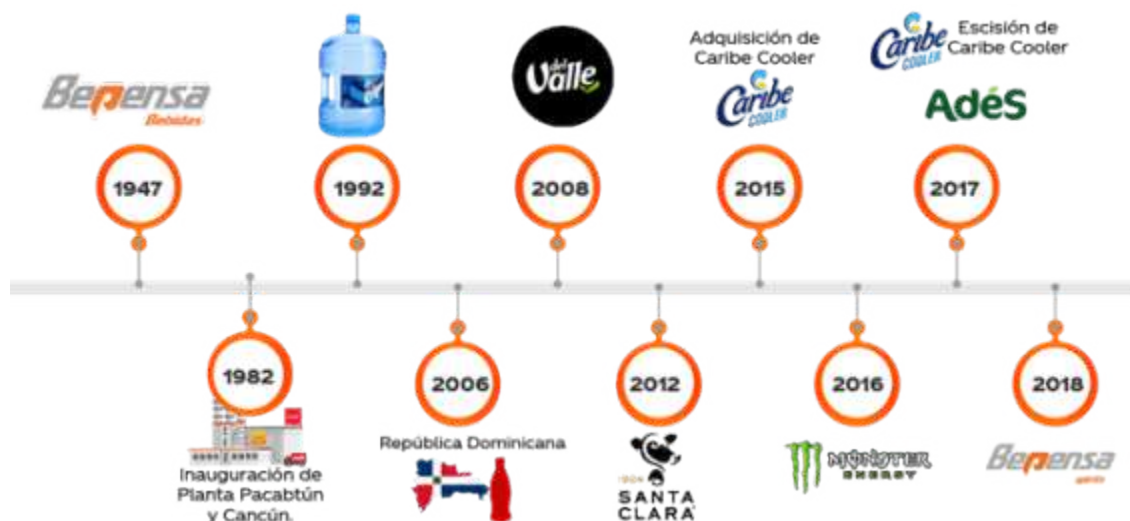 Bepensa
Bebidas
1947
1982
Inauguración de
Planta Pacabtún
y Cancún.
1992
2006
República Dominicana
del
Valle
2008
2012
SANTA
CLARA
Adquisición de
Caribe Cooler
Caribe
COOLER
2015
2016
MONSTER
ENERGY
Caribe
COOLER
Escisión de
Caribe Cooler
AdéS
2017
2018
Bepensa